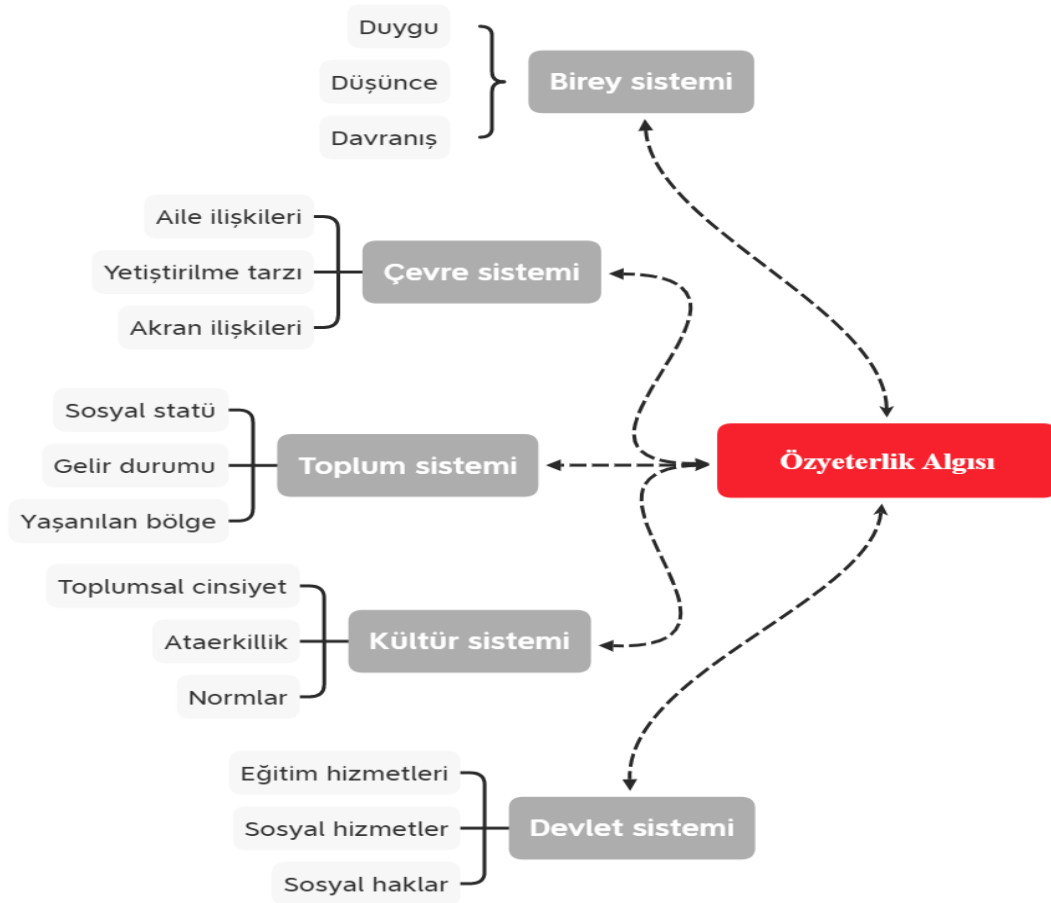 Duygu
Düşünce
Davranış
Birey sistemi
Aile ilişkileri
Yetiştirilme tarzı
Akran ilişkileri
Çevre sistemi
Sosyal statü
Gelir durumu
Yaşanılan bölge
Toplum sistemi
Özyeterlik Algısı
Toplumsal cinsiyet
Ataerkillik
Normlar
Kültür sistemi
Eğitim hizmetleri
Sosyal hizmetler
Sosyal haklar
Devlet sistemi